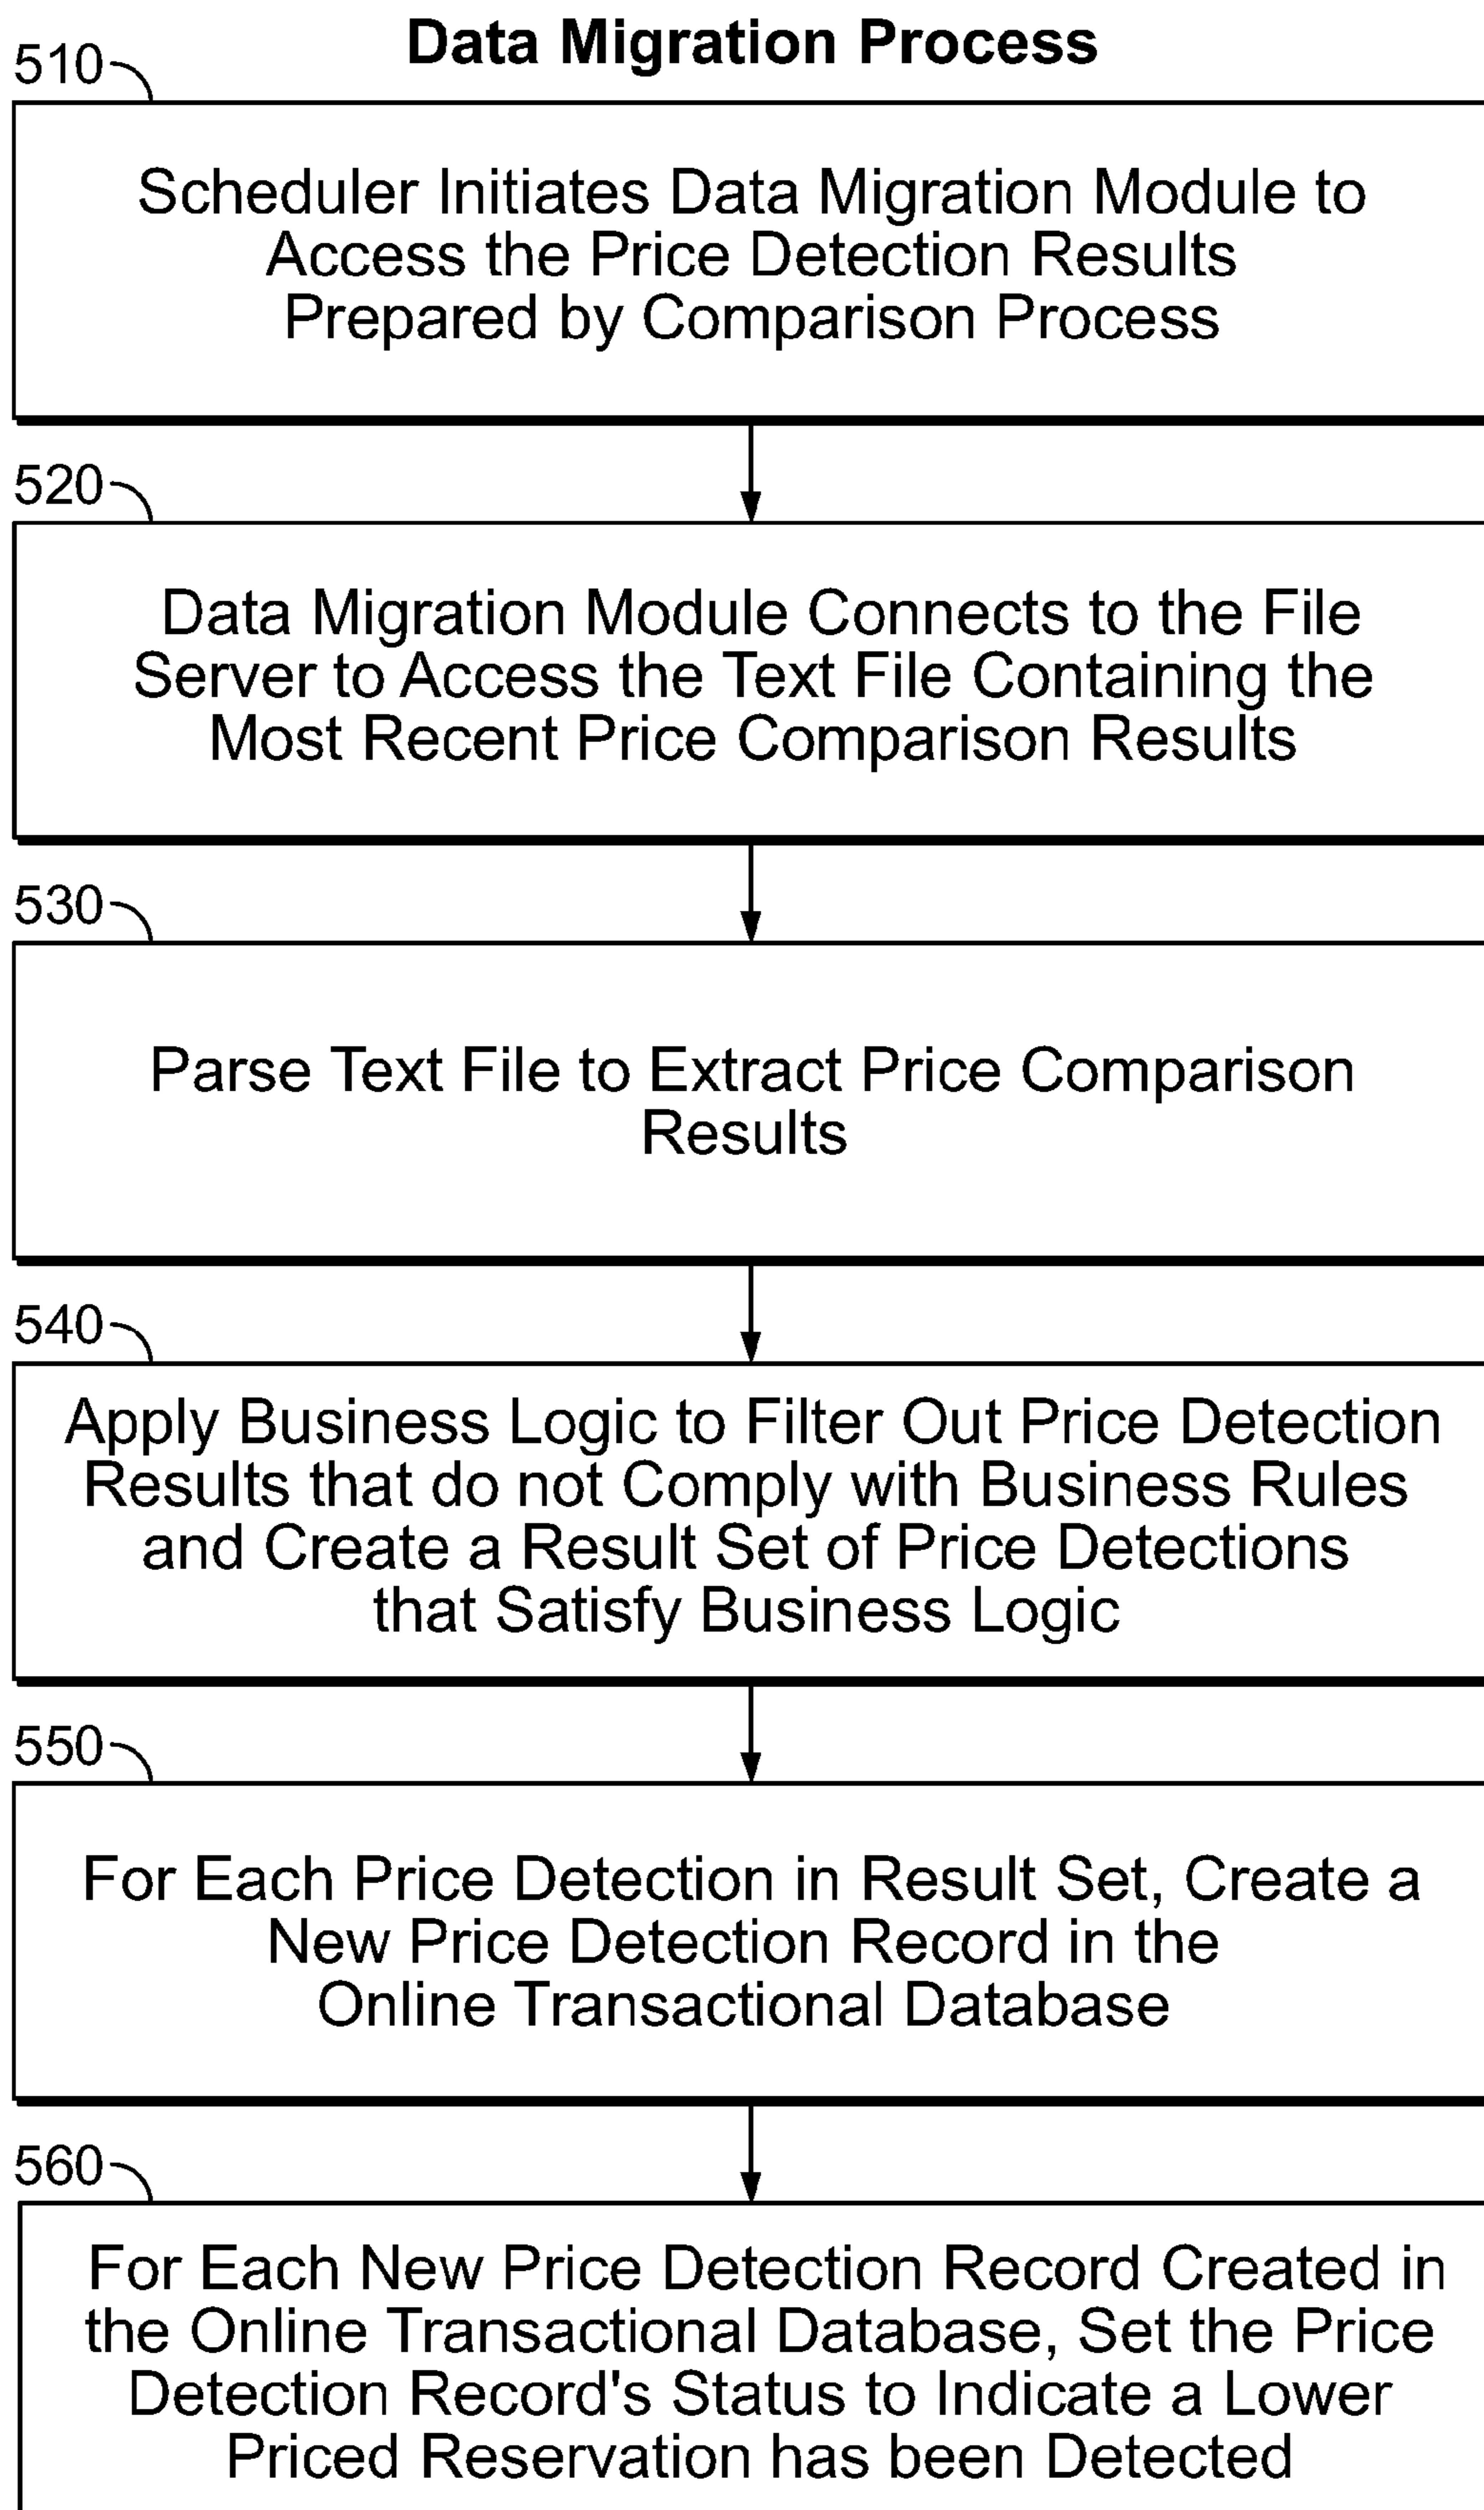 Data Migration Process
510
Scheduler Initiates Data Migration Module to
Access the Price Detection Results
Prepared by Comparison Process
520
Data Migration Module Connects to the File
Server to Access the Text File Containing the
Most Recent Price Comparison Results
530
Parse Text File to Extract Price Comparison
Results
540
Apply Business Logic to Filter Out Price Detection
Results that do not Comply with Business Rules
and Create a Result Set of Price Detections
that Satisfy Business Logic
550
For Each Price Detection in Result Set, Create a
New Price Detection Record in the
Online Transactional Database
560
For Each New Price Detection Record Created in
the Online Transactional Database, Set the Price
Detection Record's Status to Indicate a Lower
Priced Reservation has been Detected